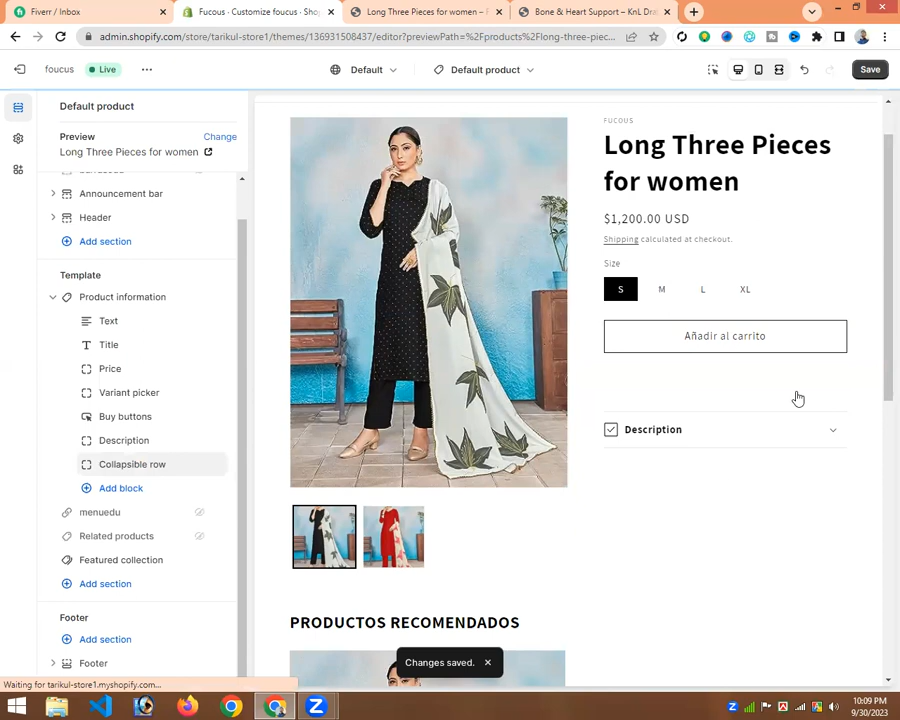 Fiverr / Inbox
Fucous · Customize foucus · Sho
Long Three Pieces for women – F
Bone & Heart Support – KnL Dra
admin.shopify.com/store/tarikul-store1/themes/136931508437/editor?previewPath=%2Fproducts%2Flong-three-piec...
foucus
Live
Default
Default product
Save
Default product
Preview
Change
Long Three Pieces for women
Announcement bar
Header
Add section
Template
Product information
Text
Title
Price
Variant picker
Buy buttons
Description
Collapsible row
Add block
menuedu
Related products
Featured collection
Add section
Footer
Add section
Footer
FUCOUS
Long Three Pieces
for women
$1,200.00 USD
Shipping calculated at checkout.
Size
S
M
L
XL
Añadir al carrito
Description
PRODUCTOS RECOMENDADOS
Changes saved.
Waiting for tarikul-store1.myshopify.com...
10:09 PM
9/30/2023